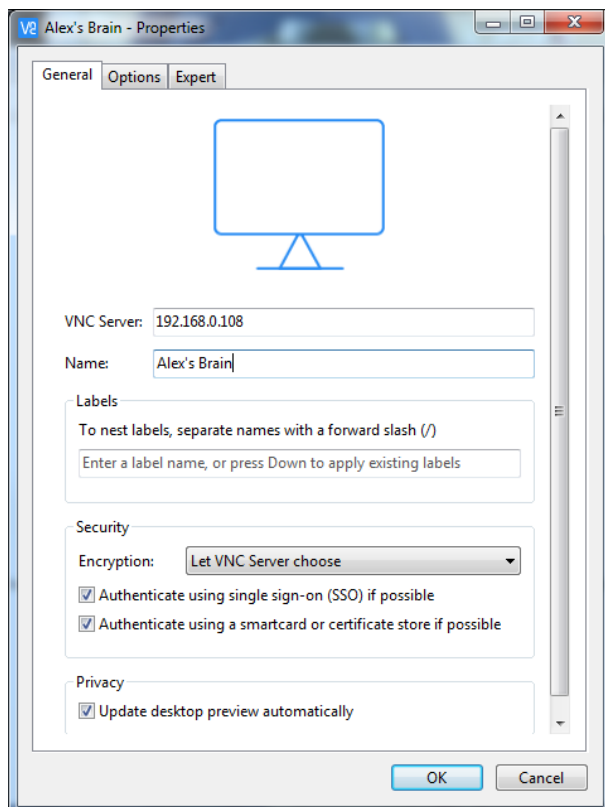 Alex's Brain - Properties
General Options Expert
VNC Server: 192.168.0.108
Name: Alex's Brain
Labels
To nest labels, separate names with a forward slash (/)
Enter a label name, or press Down to apply existing labels
Security
Encryption: Let VNC Server choose
Authenticate using single sign-on (SSO) if possible
Authenticate using a smartcard or certificate store if possible
Privacy
Update desktop preview automatically
OK Cancel